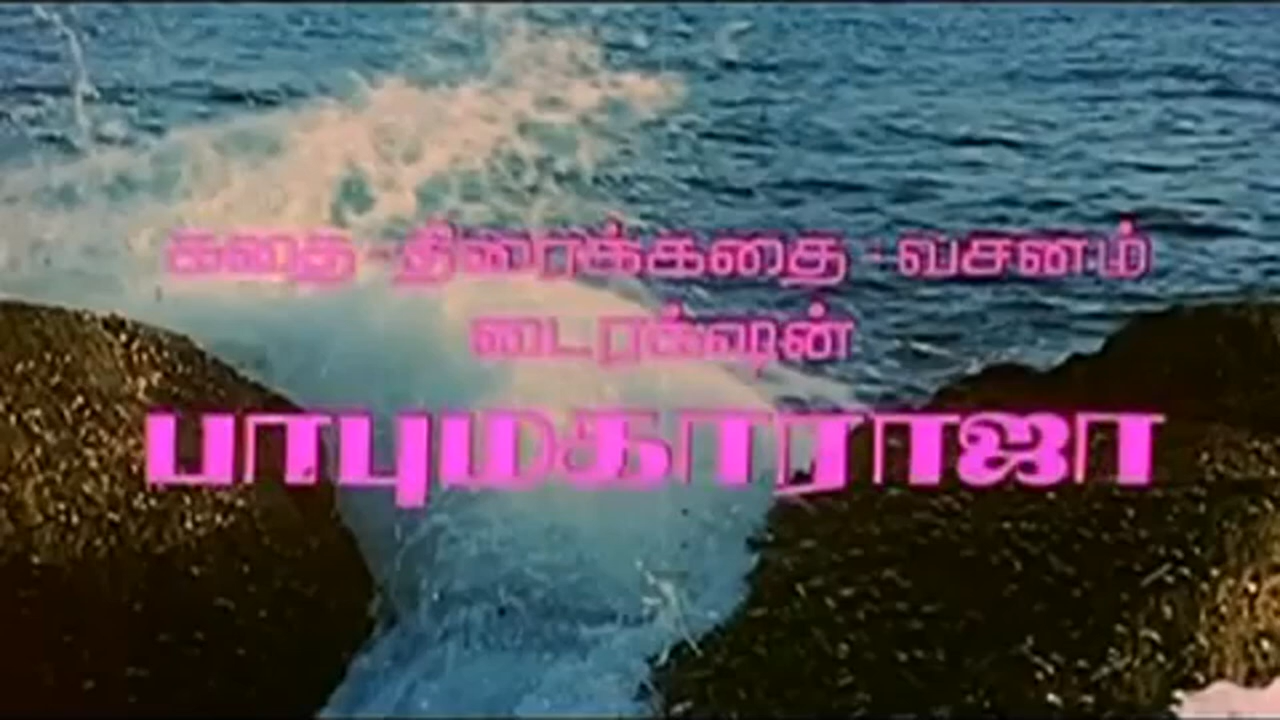 கதை - திரைக்கதை - வசனம்
டைரக்ஷன்
பாபுமகாராஜா